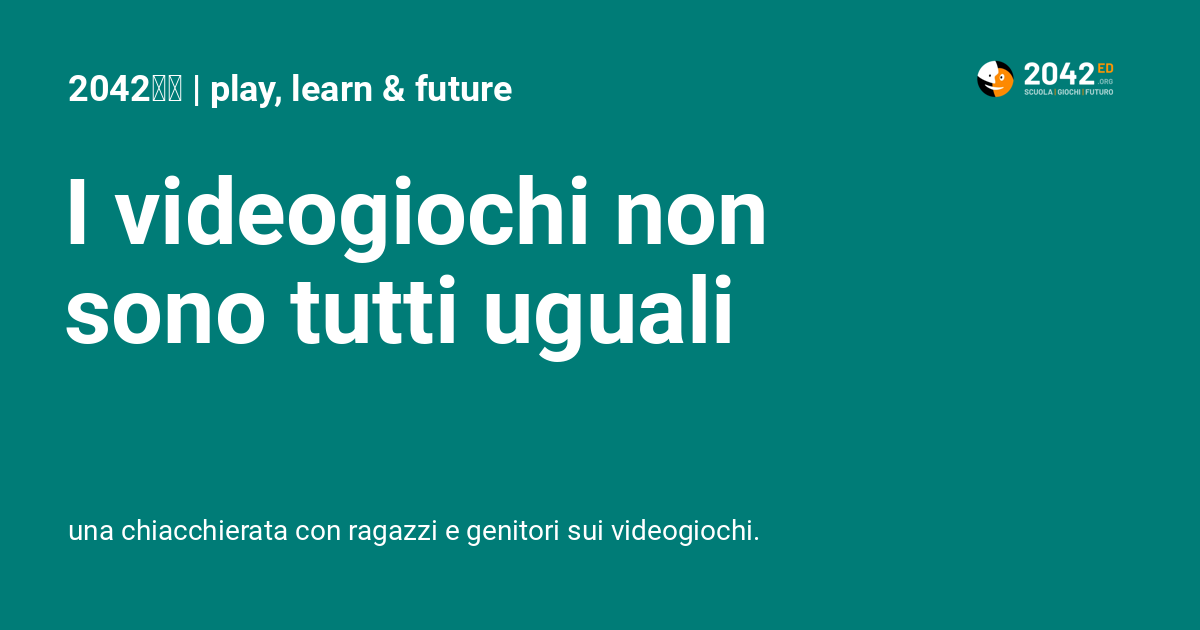 2042 | play, learn & future
2042 ED
.ORG
SCUOLA | GIOCHI | FUTURO
I videogiochi non
sono tutti uguali
una chiacchierata con ragazzi e genitori sui videogiochi.